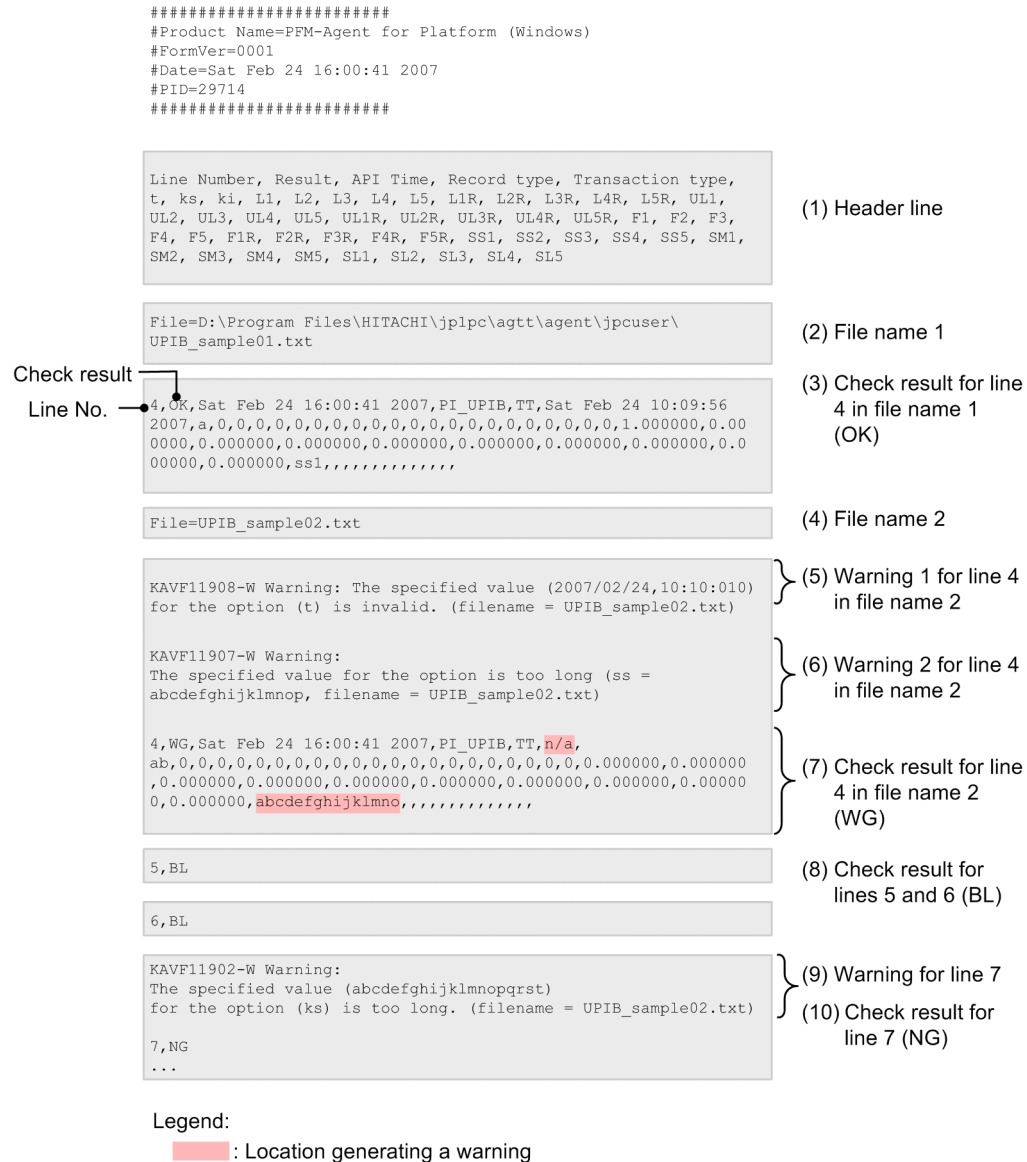 #########################
#Product Name=PFM-Agent for Platform (Windows)
#FormVer=0001
#Date=Sat Feb 24 16:00:41 2007
#PID=29714
#########################
Line Number, Result, API Time, Record type, Transaction type,
t, ks, ki, L1, L2, L3, L4, L5, L1R, L2R, L3R, L4R, L5R, UL1,
UL2, UL3, UL4, UL5, UL1R, UL2R, UL3R, UL4R, UL5R, F1, F2, F3,
F4, F5, F1R, F2R, F3R, F4R, F5R, SS1, SS2, SS3, SS4, SS5, SM1,
SM2, SM3, SM4, SM5, SL1, SL2, SL3, SL4, SL5
(1) Header line
File=D:\Program Files\HITACHI\jp1pc\agtt\agent\jpcuser\
UPIB_sample01.txt
(2) File name 1
Check result
Line No.
4,OK,Sat Feb 24 16:00:41 2007,PI_UPIB,TT,Sat Feb 24 10:09:56
2007,a,0,0,0,0,0,0,0,0,0,0,0,0,0,0,0,0,0,0,0,0,0,1.000000,0.00
0000,0.000000,0.000000,0.000000,0.000000,0.000000,0.000000,0.0
00000,0.000000,ss1,,,,,,,,,,,,,,
(3) Check result for line
4 in file name 1
(OK)
File=UPIB_sample02.txt
(4) File name 2
KAVF11908-W Warning: The specified value (2007/02/24,10:10:010)
for the option (t) is invalid. (filename = UPIB_sample02.txt)
(5) Warning 1 for line 4
in file name 2
KAVF11907-W Warning:
The specified value for the option is too long (ss =
abcdefghijklmnop, filename = UPIB_sample02.txt)
(6) Warning 2 for line 4
in file name 2
4,WG,Sat Feb 24 16:00:41 2007,PI_UPIB,TT,n/a,
ab,0,0,0,0,0,0,0,0,0,0,0,0,0,0,0,0,0,0,0,0,0,0.000000,0.000000
,0.000000,0.000000,0.000000,0.000000,0.000000,0.000000,0.00000
0,0.000000,abcdefghijklmno,,,,,,,,,,,,,,
(7) Check result for line
4 in file name 2
(WG)
5,BL
6,BL
(8) Check result for
lines 5 and 6 (BL)
KAVF11902-W Warning:
The specified value (abcdefghijklmnopqrst)
for the option (ks) is too long. (filename = UPIB_sample02.txt)
(9) Warning for line 7
7,NG
...
(10) Check result for
line 7 (NG)
Legend:
: Location generating a warning